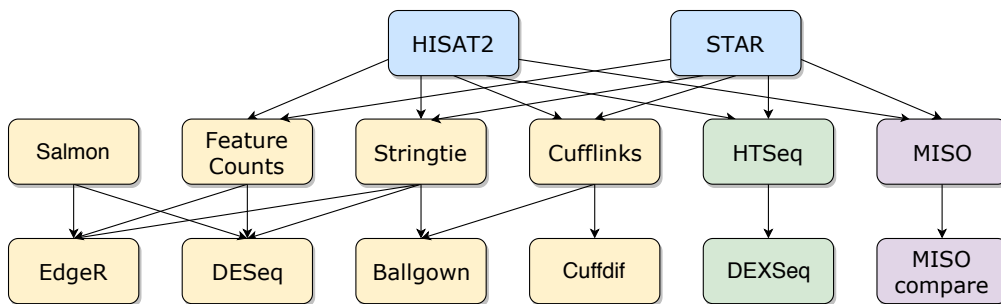 HISAT2
STAR
Salmon
Feature
Counts
Stringtie
Cufflinks
HTSeq
MISO
EdgeR
DESeq
Ballgown
Cuffdif
DEXSeq
MISO
compare